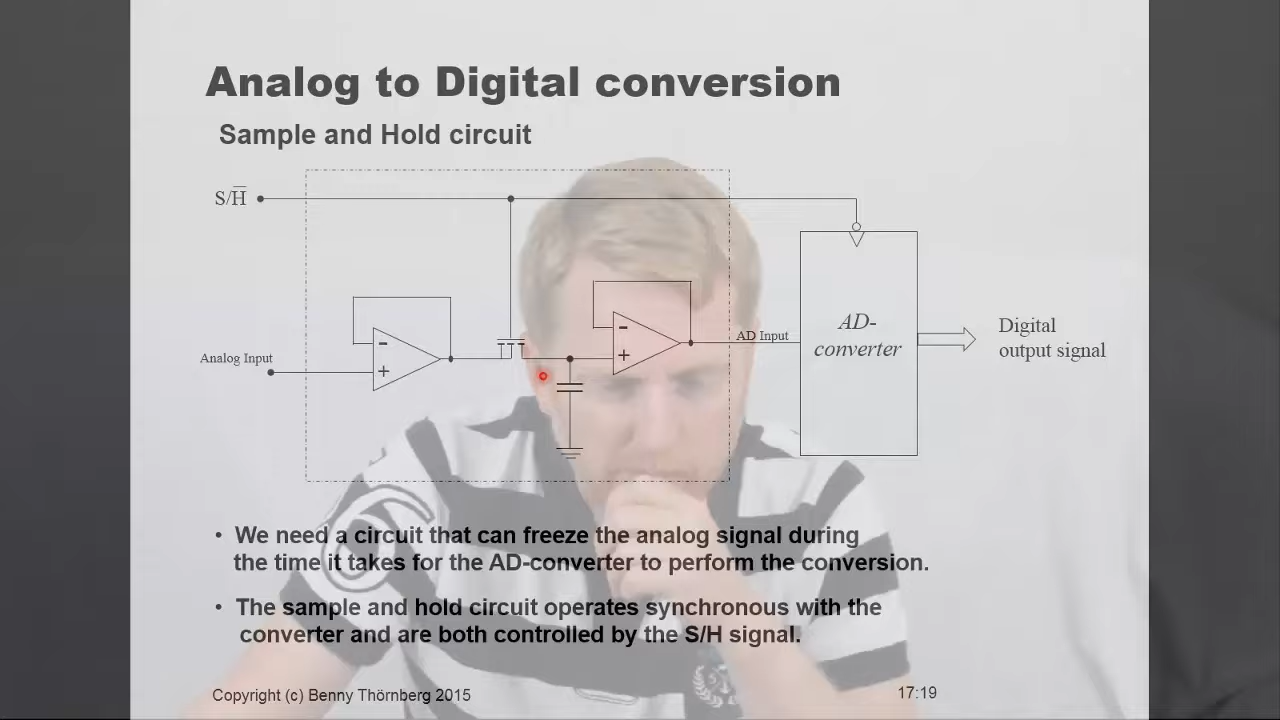 Analog to Digital conversion
Sample and Hold circuit
S/H̅
AD Input
AD-
converter
Digital
output signal
Analog Input
-
+
-
+
• We need a circuit that can freeze the analog signal during
the time it takes for the AD-converter to perform the conversion.
• The sample and hold circuit operates synchronous with the
converter and are both controlled by the S/H signal.
Copyright (c) Benny Thörnberg 2015
17:19